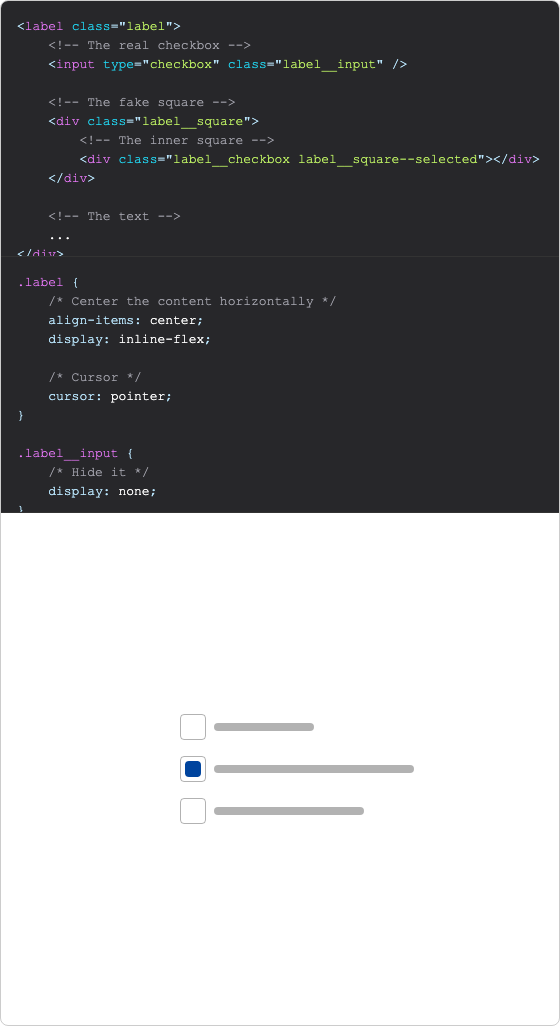 <label class="label">
    <!-- The real checkbox -->
    <input type="checkbox" class="label__input" />

    <!-- The fake square -->
    <div class="label__square">
        <!-- The inner square -->
        <div class="label__checkbox label__square--selected"></div>
    </div>

    <!-- The text -->
    ...
</div>
.label {
    /* Center the content horizontally */
    align-items: center;
    display: inline-flex;

    /* Cursor */
    cursor: pointer;
}

.label__input {
    /* Hide it */
    display: none;
}